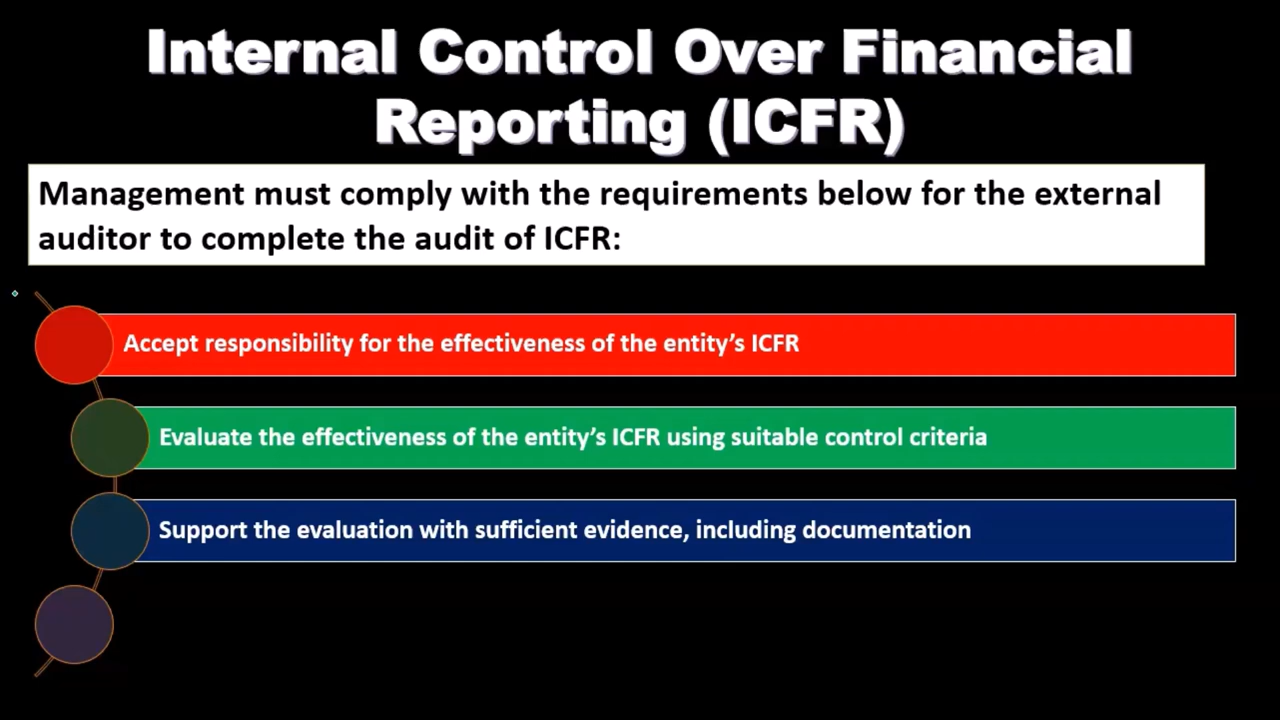 Internal Control Over Financial
Reporting (ICFR)
Management must comply with the requirements below for the external
auditor to complete the audit of ICFR:
Accept responsibility for the effectiveness of the entity’s ICFR
Evaluate the effectiveness of the entity’s ICFR using suitable control criteria
Support the evaluation with sufficient evidence, including documentation